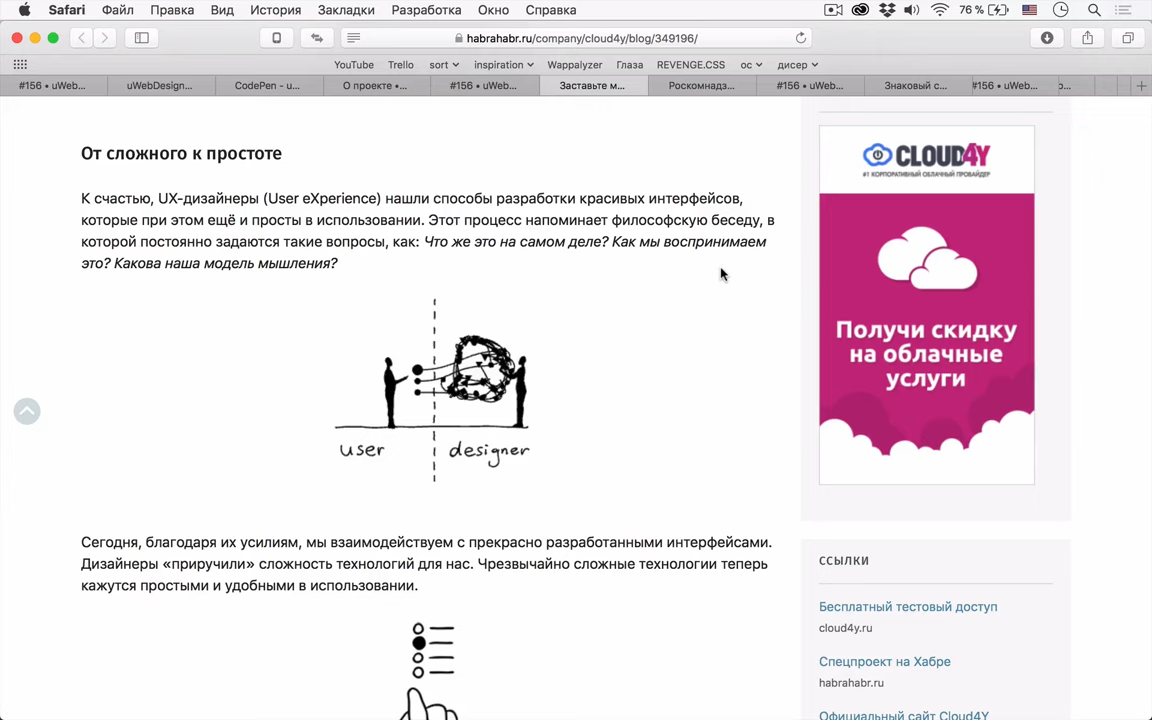 Safari Файл Правка Вид История Закладки Разработка Окно Справка 76 %
habrahabr.ru/company/cloud4y/blog/349196/
YouTube Trello sort inspiration Wappalyzer Глаза REVENGE.CSS ос дисер
#156 • uWeb... uWebDesign... CodePen - u... О проекте •... #156 • uWeb... Заставьте м... Роскомнадз... #156 • uWeb... Знаковый с... #156 • uWeb...
От сложного к простоте
К счастью, UX-дизайнеры (User eXperience) нашли способы разработки красивых интерфейсов,
которые при этом ещё и просты в использовании. Этот процесс напоминает философскую беседу, в
которой постоянно задаются такие вопросы, как: Что же это на самом деле? Как мы воспринимаем
это? Какова наша модель мышления?
user designer
Сегодня, благодаря их усилиям, мы взаимодействуем с прекрасно разработанными интерфейсами.
Дизайнеры «приручили» сложность технологий для нас. Чрезвычайно сложные технологии теперь
кажутся простыми и удобными в использовании.
CLOUD4Y
#1 КОРПОРАТИВНЫЙ ОБЛАЧНЫЙ ПРОВАЙДЕР
Получи скидку
на облачные
услуги
ССЫЛКИ
Бесплатный тестовый доступ
cloud4y.ru
Спецпроект на Хабре
habrahabr.ru
Официальный сайт Cloud4Y